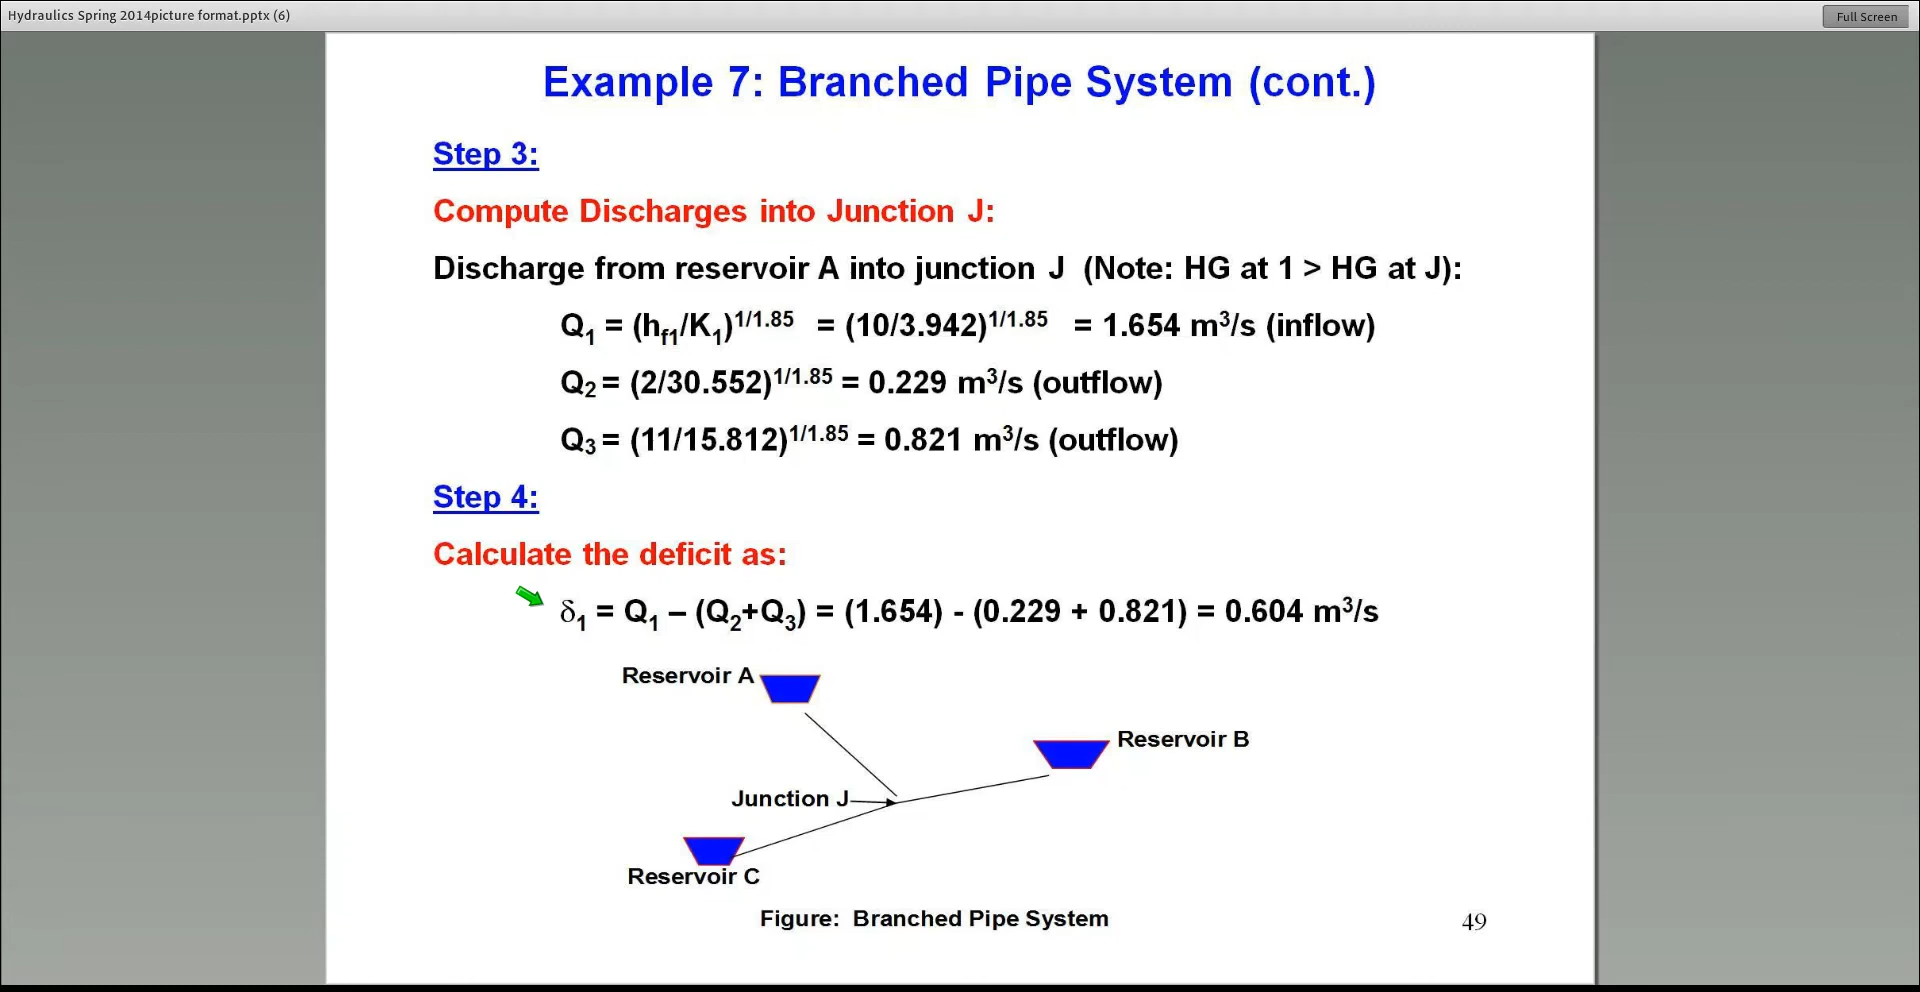 Hydraulics Spring 2014picture format.pptx (6)
Full Screen
Example 7: Branched Pipe System (cont.)
Step 3:
Compute Discharges into Junction J:
Discharge from reservoir A into junction J (Note: HG at 1 > HG at J):
Q₁ = (h_f1/K₁)^1/1.85 = (10/3.942)^1/1.85 = 1.654 m³/s (inflow)
Q₂ = (2/30.552)^1/1.85 = 0.229 m³/s (outflow)
Q₃ = (11/15.812)^1/1.85 = 0.821 m³/s (outflow)
Step 4:
Calculate the deficit as:
δ₁ = Q₁ – (Q₂+Q₃) = (1.654) - (0.229 + 0.821) = 0.604 m³/s
Reservoir A
Reservoir B
Junction J
Reservoir C
Figure: Branched Pipe System
49